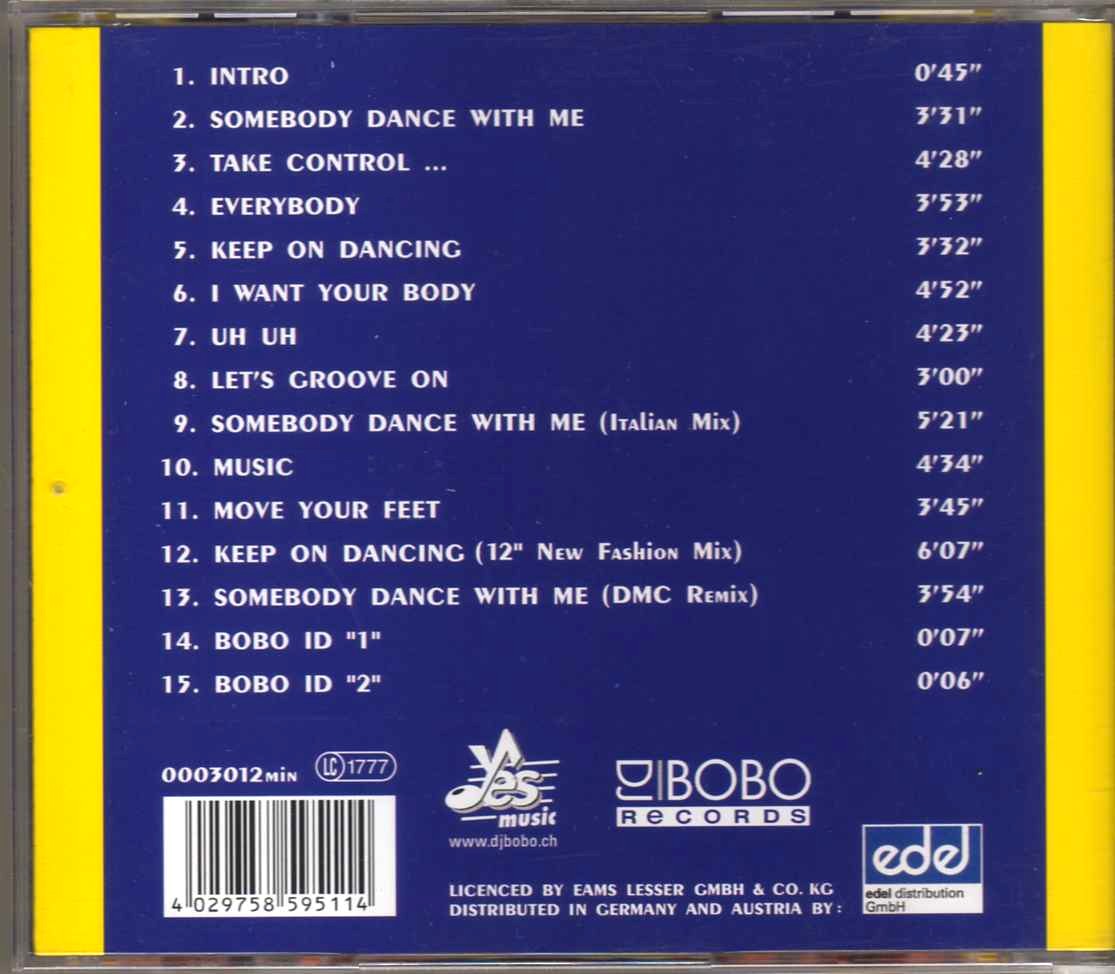 1. INTRO 0'45"
2. SOMEBODY DANCE WITH ME 3'31"
3. TAKE CONTROL ... 4'28"
4. EVERYBODY 3'53"
5. KEEP ON DANCING 3'32"
6. I WANT YOUR BODY 4'52"
7. UH UH 4'23"
8. LET'S GROOVE ON 3'00"
9. SOMEBODY DANCE WITH ME (ITALIAN MIX) 5'21"
10. MUSIC 4'34"
11. MOVE YOUR FEET 3'45"
12. KEEP ON DANCING (12" NEW FASHION MIX) 6'07"
13. SOMEBODY DANCE WITH ME (DMC REMIX) 3'54"
14. BOBO ID "1" 0'07"
15. BOBO ID "2" 0'06"
0003012MIN LC 1777
4 029758 595114
yes
music
www.djbobo.ch
DJ BOBO
RECORDS
LICENCED BY EAMS LESSER GMBH & CO. KG
DISTRIBUTED IN GERMANY AND AUSTRIA BY:
edel
edel distribution
GmbH